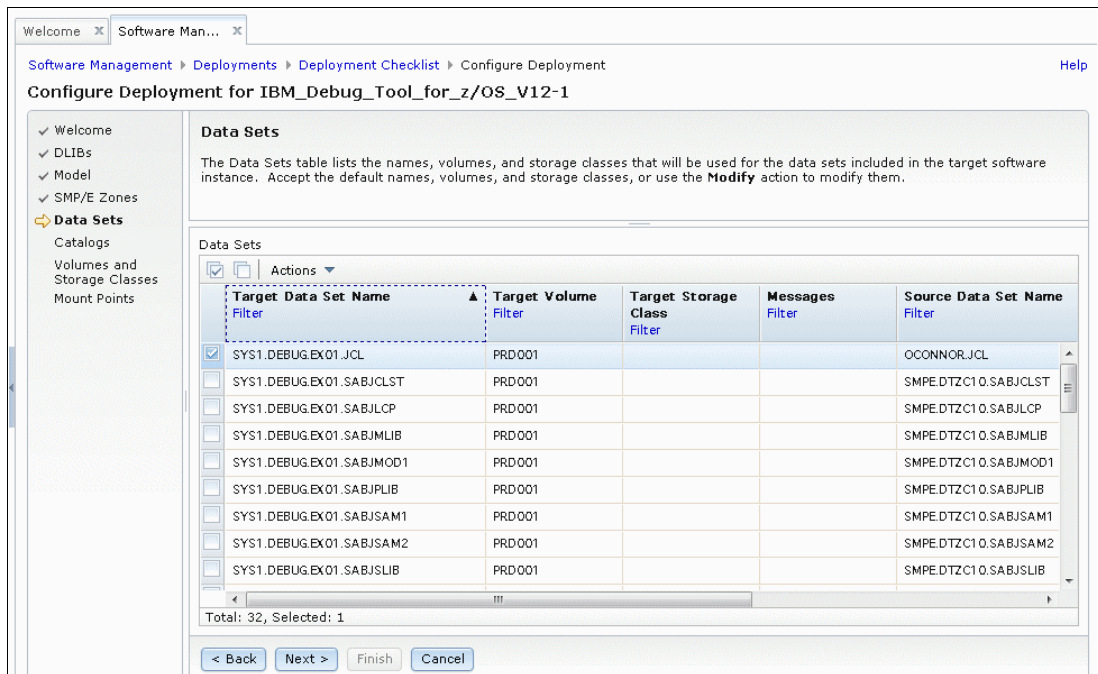 Welcome x Software Man... x
Software Management Deployments Deployment Checklist Configure Deployment Help
Configure Deployment for IBM_Debug_Tool_for_z/OS_V12-1
Welcome
DLIBs
Model
SMP/E Zones
Data Sets
Catalogs
Volumes and
Storage Classes
Mount Points
Data Sets
The Data Sets table lists the names, volumes, and storage classes that will be used for the data sets included in the target software
instance. Accept the default names, volumes, and storage classes, or use the Modify action to modify them.
Data Sets
Actions
Target Data Set Name Target Volume Target Storage Class Messages Source Data Set Name
Filter Filter Filter Filter Filter
SYS1.DEBUG.EX01.JCL PRD001 OCONNOR.JCL
SYS1.DEBUG.EX01.SABJCLST PRD001 SMPE.DTZC10.SABJCLST
SYS1.DEBUG.EX01.SABJLCP PRD001 SMPE.DTZC10.SABJLCP
SYS1.DEBUG.EX01.SABJMLIB PRD001 SMPE.DTZC10.SABJMLIB
SYS1.DEBUG.EX01.SABJMOD1 PRD001 SMPE.DTZC10.SABJMOD1
SYS1.DEBUG.EX01.SABJPLIB PRD001 SMPE.DTZC10.SABJPLIB
SYS1.DEBUG.EX01.SABJSAM1 PRD001 SMPE.DTZC10.SABJSAM1
SYS1.DEBUG.EX01.SABJSAM2 PRD001 SMPE.DTZC10.SABJSAM2
SYS1.DEBUG.EX01.SABJSLIB PRD001 SMPE.DTZC10.SABJSLIB
Total: 32, Selected: 1
< Back Next > Finish Cancel